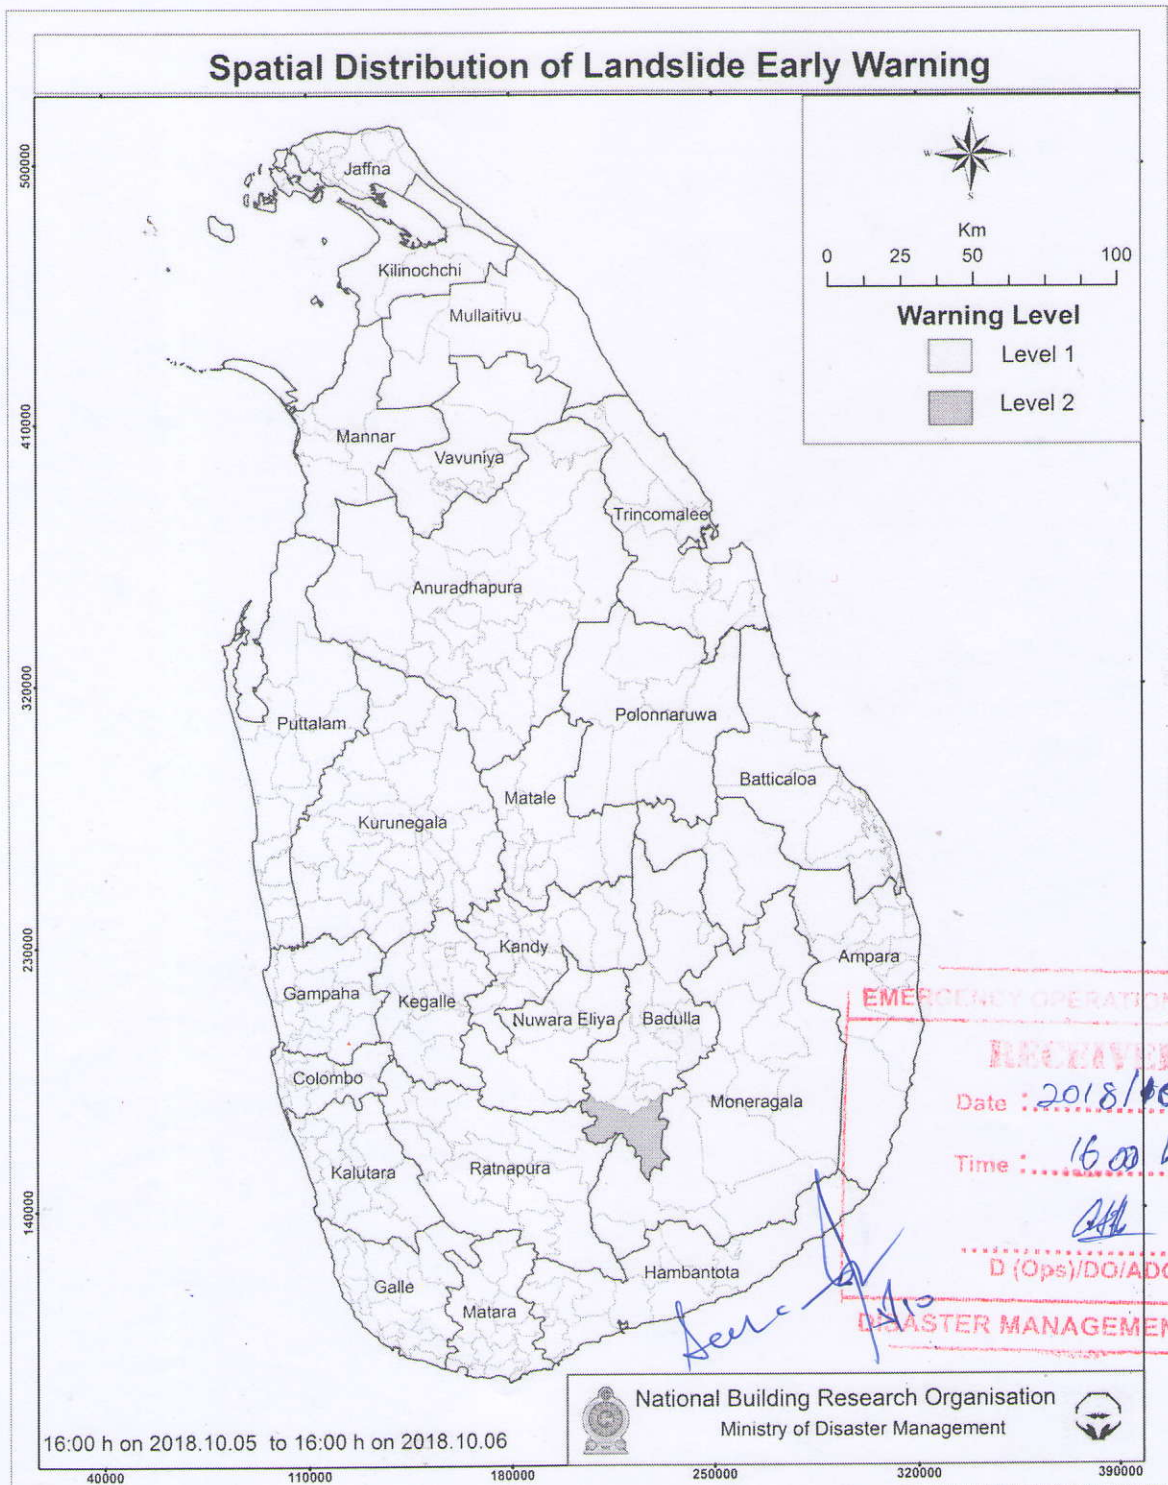 Spatial Distribution of Landslide Early Warning
N
W E
S
Km
0 25 50 100
Warning Level
Level 1
Level 2
500000
410000
320000
230000
140000
Jaffna
Kilinochchi
Mullaitivu
Mannar
Vavuniya
Trincomalee
Anuradhapura
Puttalam
Polonnaruwa
Batticaloa
Matale
Kurunegala
Kandy
Ampara
Gampaha
Kegalle
Nuwara Eliya
Badulla
Colombo
Moneragala
Kalutara
Ratnapura
Galle
Matara
Hambantota
EMERGENCY OPERATION
RECEIVE
Date : 2018/
Time : 16 00
D (Ops)/DO/ADO
DISASTER MANAGEMEN
National Building Research Organisation
Ministry of Disaster Management
16:00 h on 2018.10.05 to 16:00 h on 2018.10.06
40000 110000 180000 250000 320000 390000